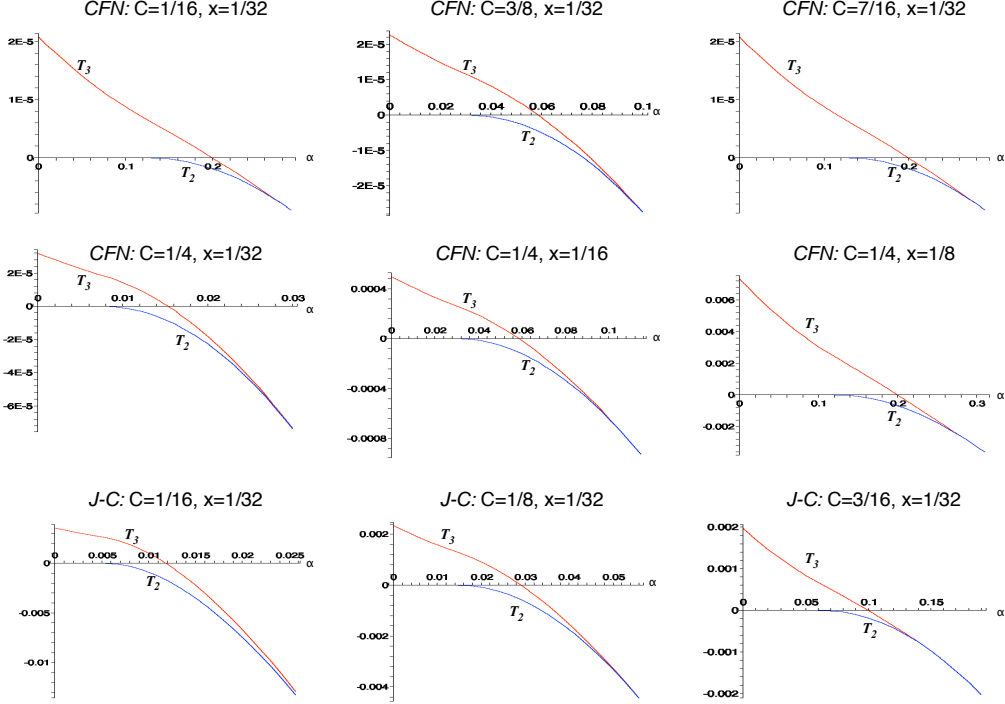 CFN: C=1/16, x=1/32
2E-5
T3
1E-5
0
0.1
0.2
α
T2
CFN: C=3/8, x=1/32
2E-5
T3
1E-5
0
0.02
0.04
0.06
0.08
0.1
α
0
T2
-1E-5
-2E-5
CFN: C=7/16, x=1/32
2E-5
T3
1E-5
0
0
0.1
0.2
α
T2
CFN: C=1/4, x=1/32
2E-5
T3
0
0.01
0.02
0.03
α
0
T2
-2E-5
-4E-5
-6E-5
CFN: C=1/4, x=1/16
0.0004
T3
0
0.02
0.04
0.06
0.08
0.1
α
0
T2
-0.0004
-0.0008
CFN: C=1/4, x=1/8
0.006
T3
0.004
0.002
0
0
0.1
0.2
0.3
α
T2
-0.002
J-C: C=1/16, x=1/32
T3
0
0.005
0.01
0.015
0.02
0.025
α
0
T2
-0.005
-0.01
J-C: C=1/8, x=1/32
0.002
T3
0
0.01
0.02
0.03
0.04
0.05
α
0
T2
-0.002
-0.004
J-C: C=3/16, x=1/32
0.002
T3
0.001
0
0.05
0.1
0.15
α
0
T2
-0.001
-0.002